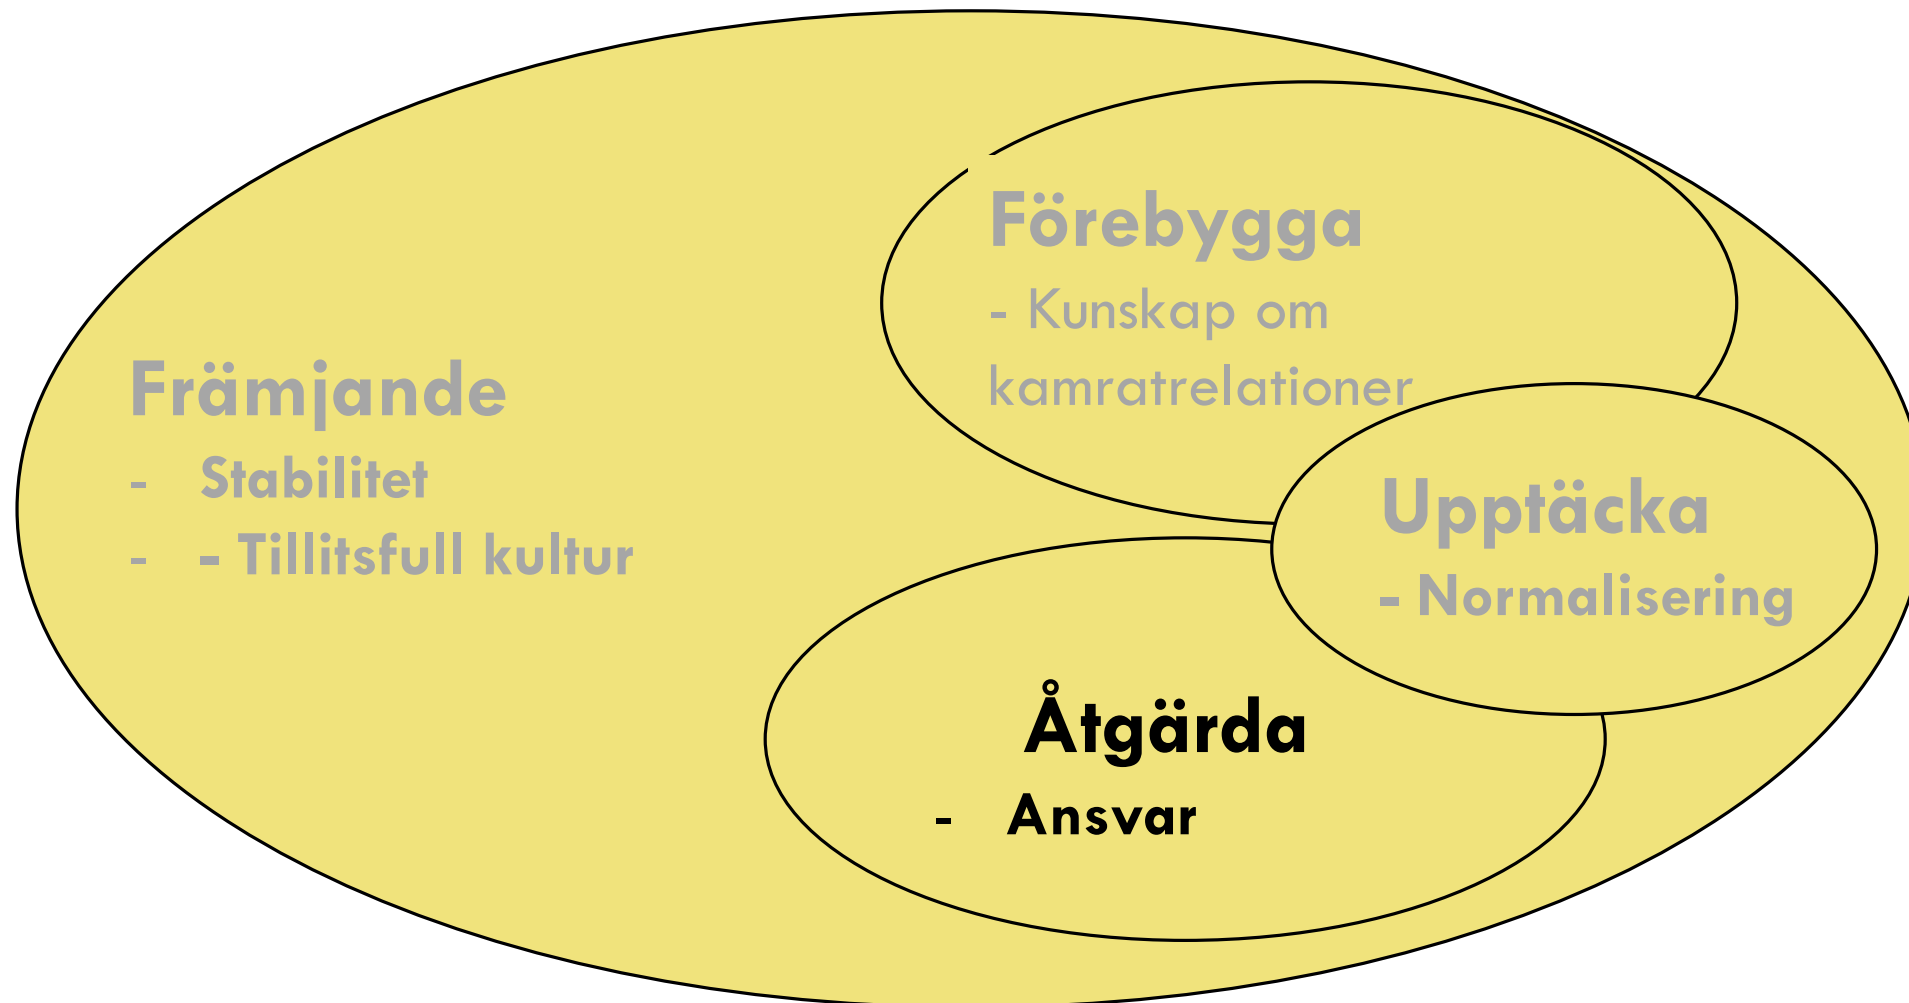 Främjande
- Stabilitet
- - Tillitsfull kultur
Förebygga
- Kunskap om
kamratrelationer
Upptäcka
- Normalisering
Åtgärda
- Ansvar